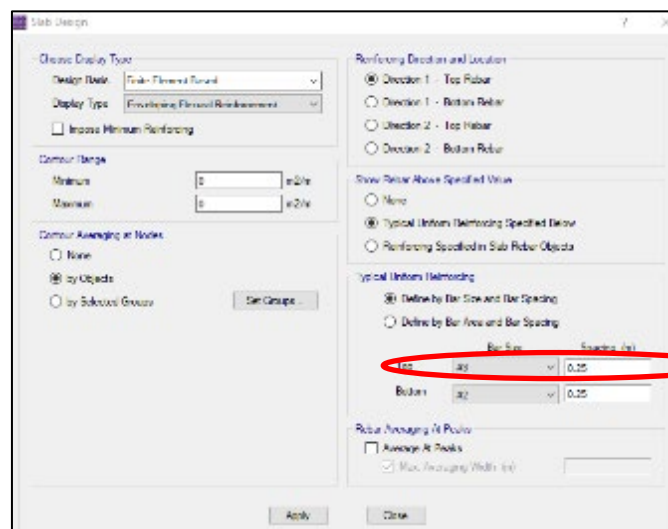 Slab Design
?
Choose Display Type
Design Basis
Finite Element Based
Display Type
Enveloping Flexural Reinforcement
Impose Minimum Reinforcing
Contour Range
Minimum
0
m2/m
Maximum
0
m2/m
Contour Averaging at Nodes
None
by Objects
by Selected Groups
Set Groups...
Reinforcing Direction and Location
Direction 1 - Top Rebar
Direction 1 - Bottom Rebar
Direction 2 - Top Rebar
Direction 2 - Bottom Rebar
Show Rebar Above Specified Value
None
Typical Uniform Reinforcing Specified Below
Reinforcing Specified in Slab Rebar Objects
Typical Uniform Reinforcing
Define by Bar Size and Bar Spacing
Define by Bar Area and Bar Spacing
Bar Size
Spacing (m)
Top
#3
0.25
Bottom
#2
0.25
Rebar Averaging At Peaks
Average At Peaks
Max. Averaging Width (m)
Apply
Close